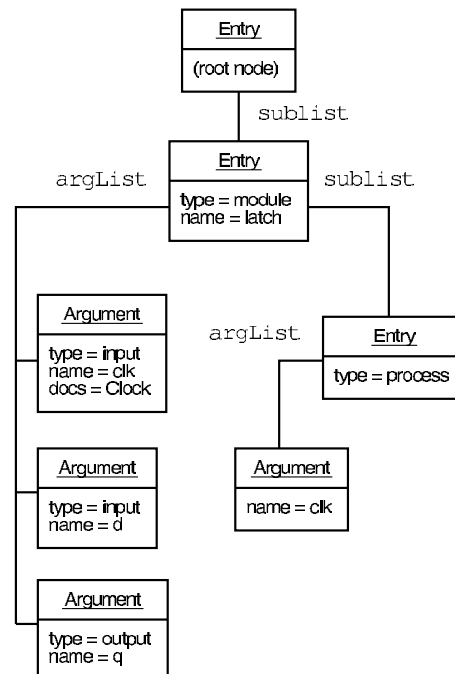 Entry
(root node)
sublist
Entry
type = module
name = latch
argList
sublist
Argument
type = input
name = clk
docs = Clock
argList
Entry
type = process
Argument
type = input
name = d
Argument
name = clk
Argument
type = output
name = q